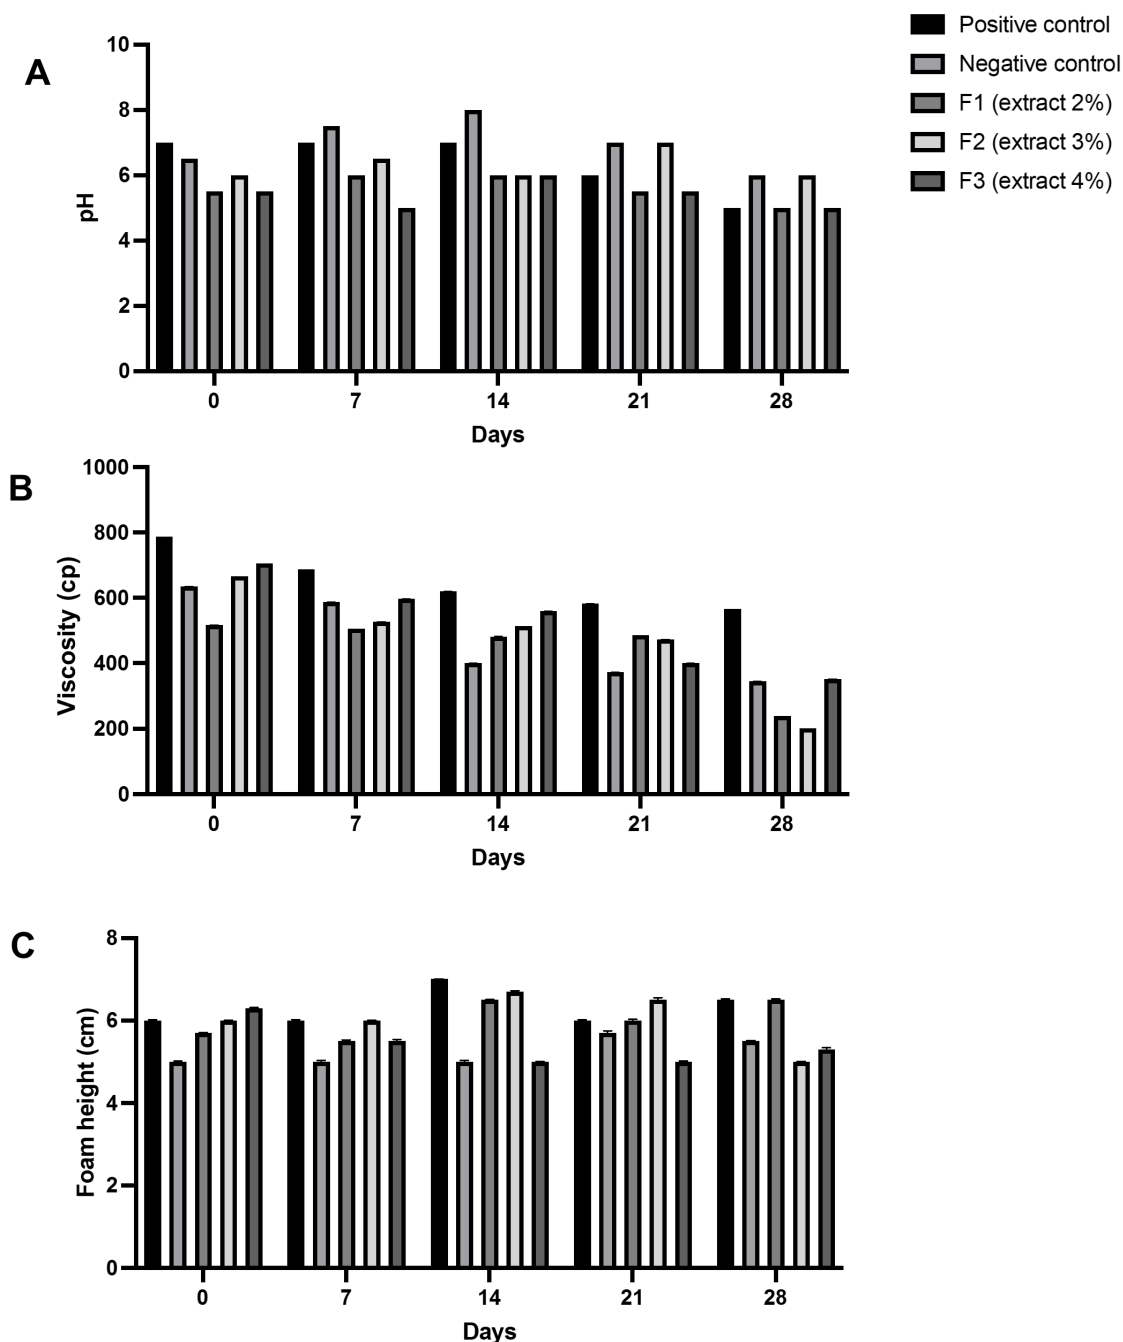 Positive control
Negative control
F1 (extract 2%)
F2 (extract 3%)
F3 (extract 4%)
A
10
8
6
4
2
0
pH
0 7 14 21 28
Days
B
1000
800
600
400
200
0
Viscosity (cp)
0 7 14 21 28
Days
C
8
6
4
2
0
Foam height (cm)
0 7 14 21 28
Days